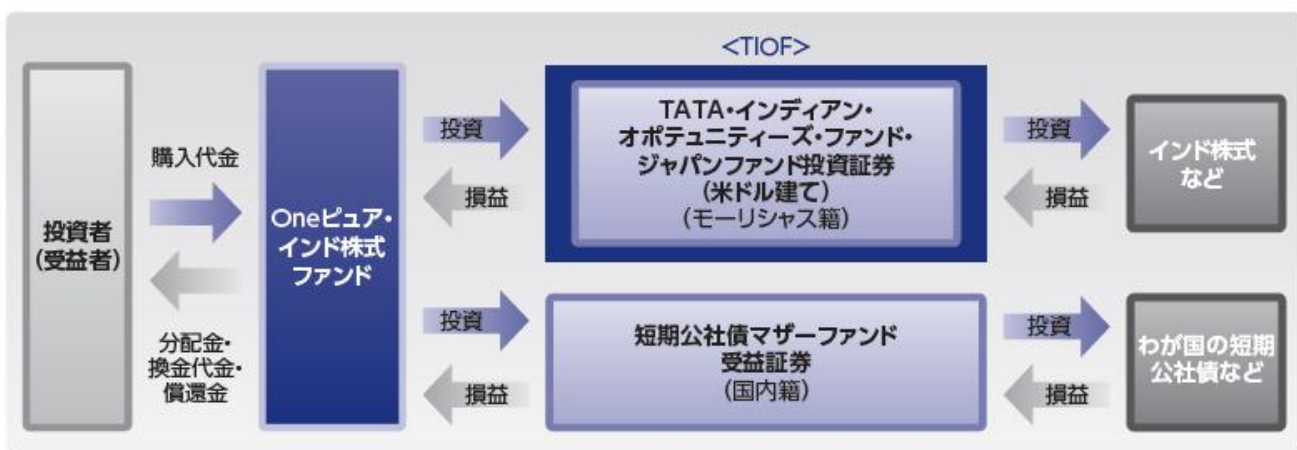 <TIOF>
投資者
(受益者)
購入代金
分配金・
換金代金・
償還金
Oneピュア・
インド株式
ファンド
投資
損益
TATA・インディアン・
オポテュニティーズ・ファンド・
ジャパンファンド投資証券
(米ドル建て)
(モーリシャス籍)
投資
損益
インド株式
など
投資
損益
短期公社債マザーファンド
受益証券
(国内籍)
投資
損益
わが国の短期
公社債など